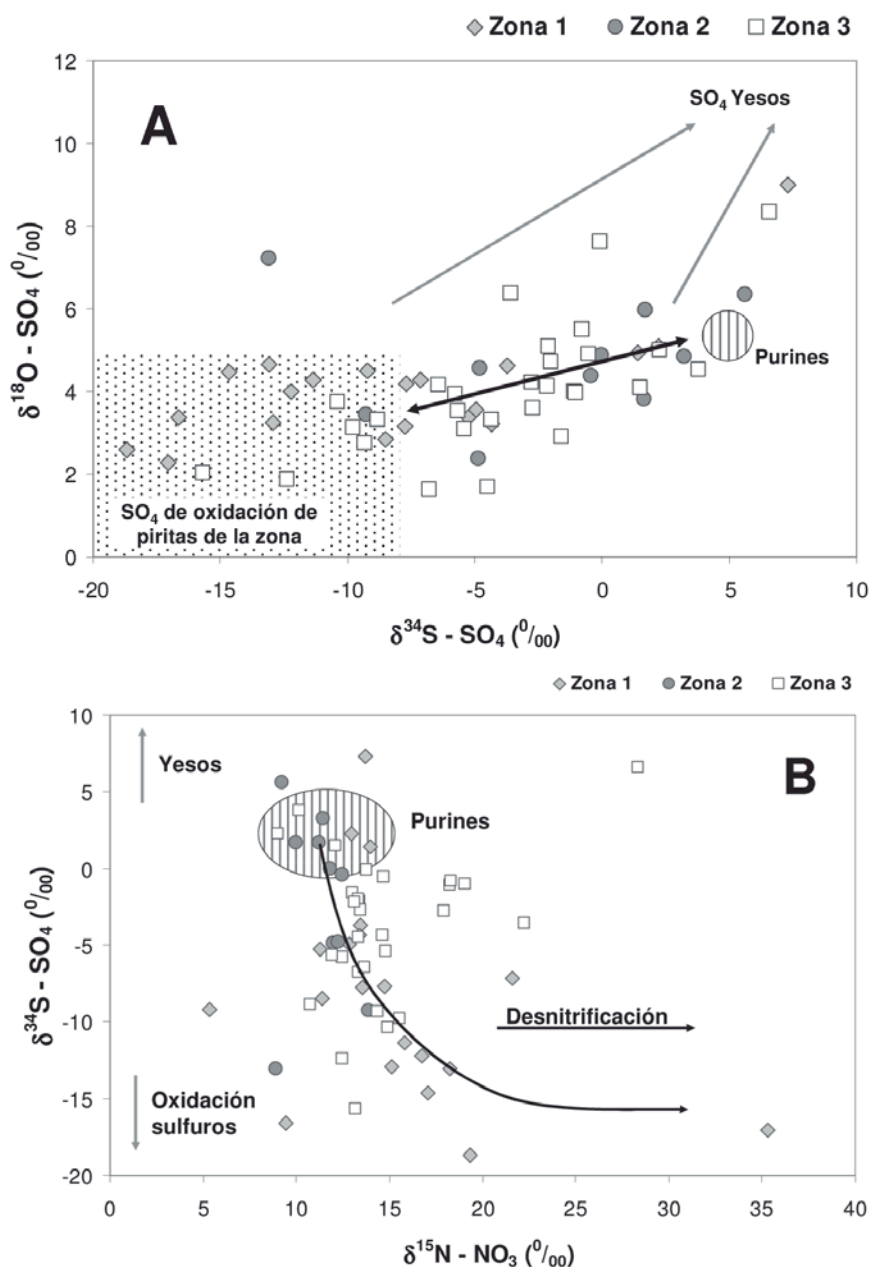 Zona 1 Zona 2 Zona 3
A
12
10
8
6
4
2
0
δ18O - SO4 (0/00)
SO4 Yesos
Purines
SO4 de oxidación de
piritas de la zona
-20 -15 -10 -5 0 5 10
δ34S - SO4 (0/00)
Zona 1 Zona 2 Zona 3
B
10
5
0
-5
-10
-15
-20
δ34S - SO4 (0/00)
Yesos
Purines
Desnitrificación
Oxidación
sulfuros
0 5 10 15 20 25 30 35 40
δ15N - NO3 (0/00)